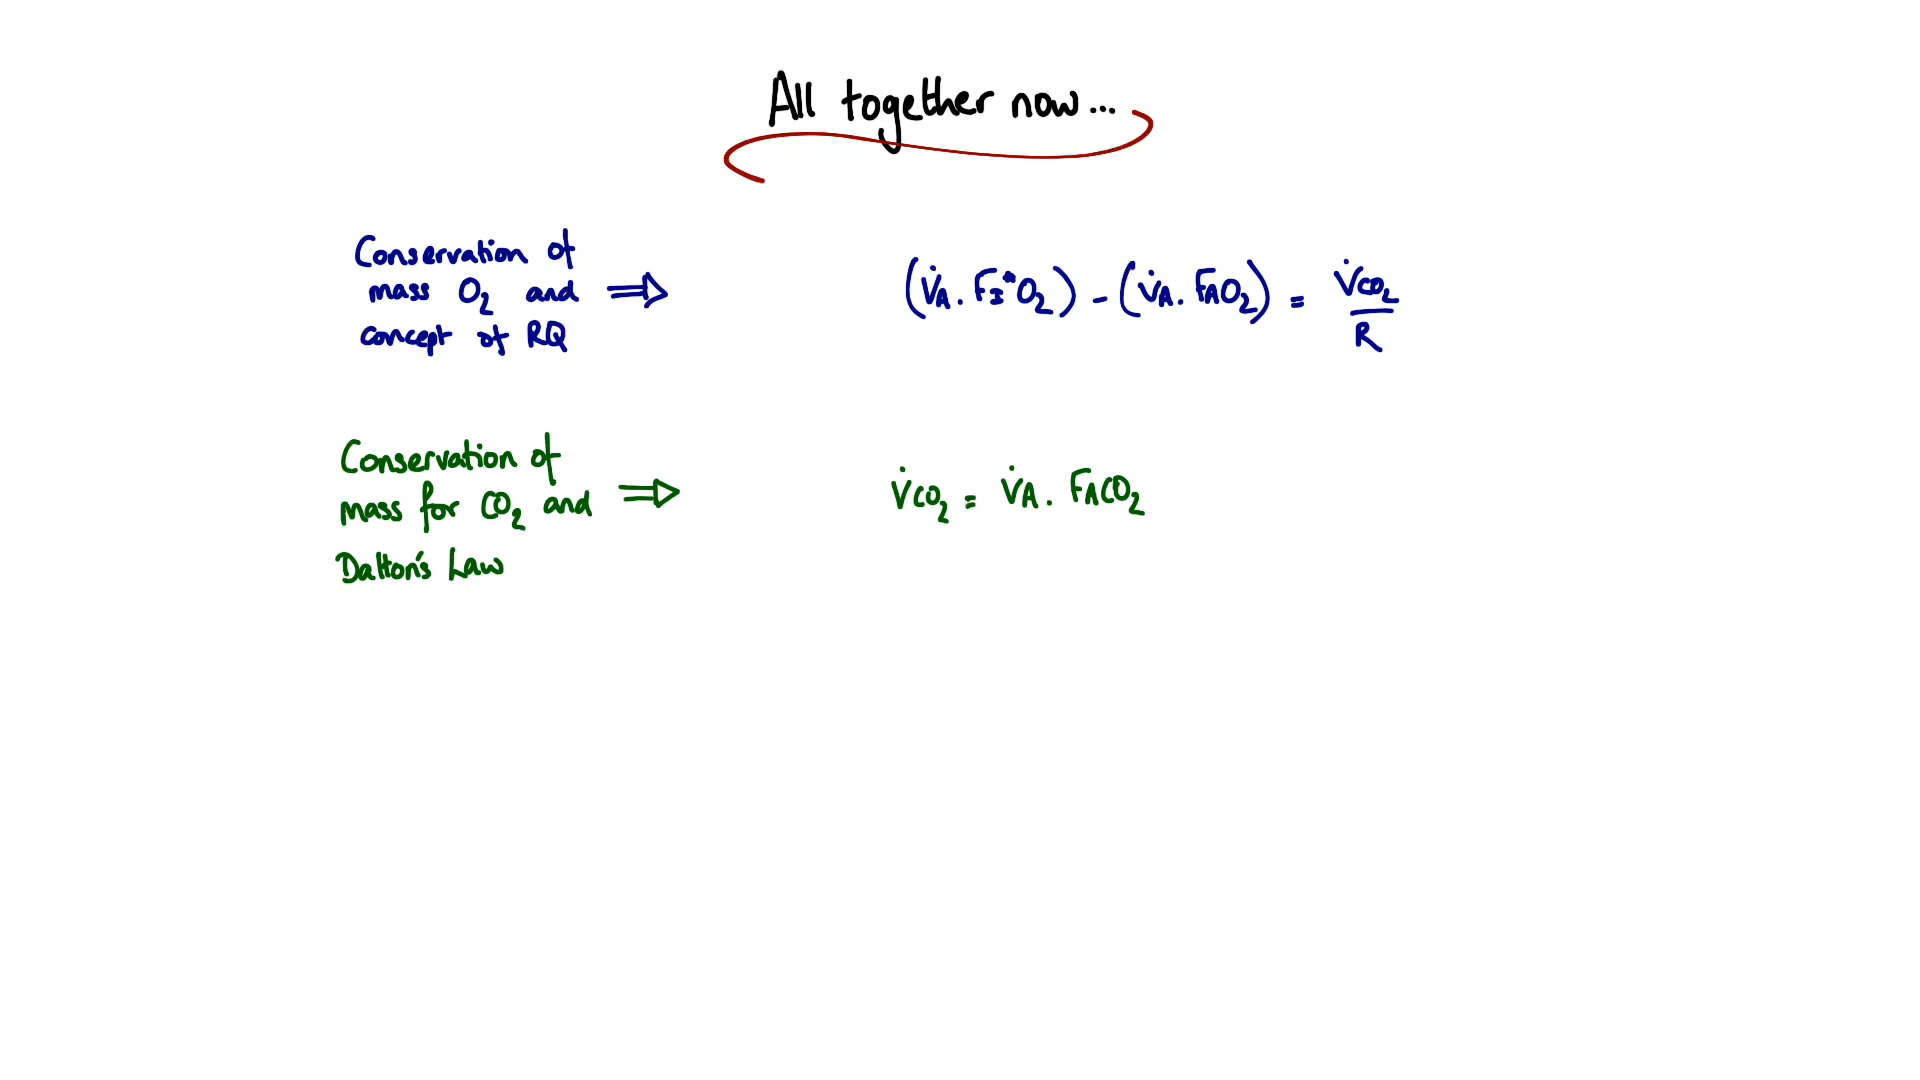 All together now...
Conservation of
mass O₂ and
concept of RQ
⇒
(V̇A . FI*O₂) - (V̇A . FAO₂) = V̇CO₂ / R
Conservation of
mass for CO₂ and
Dalton's Law
⇒
V̇CO₂ = V̇A . FACO₂